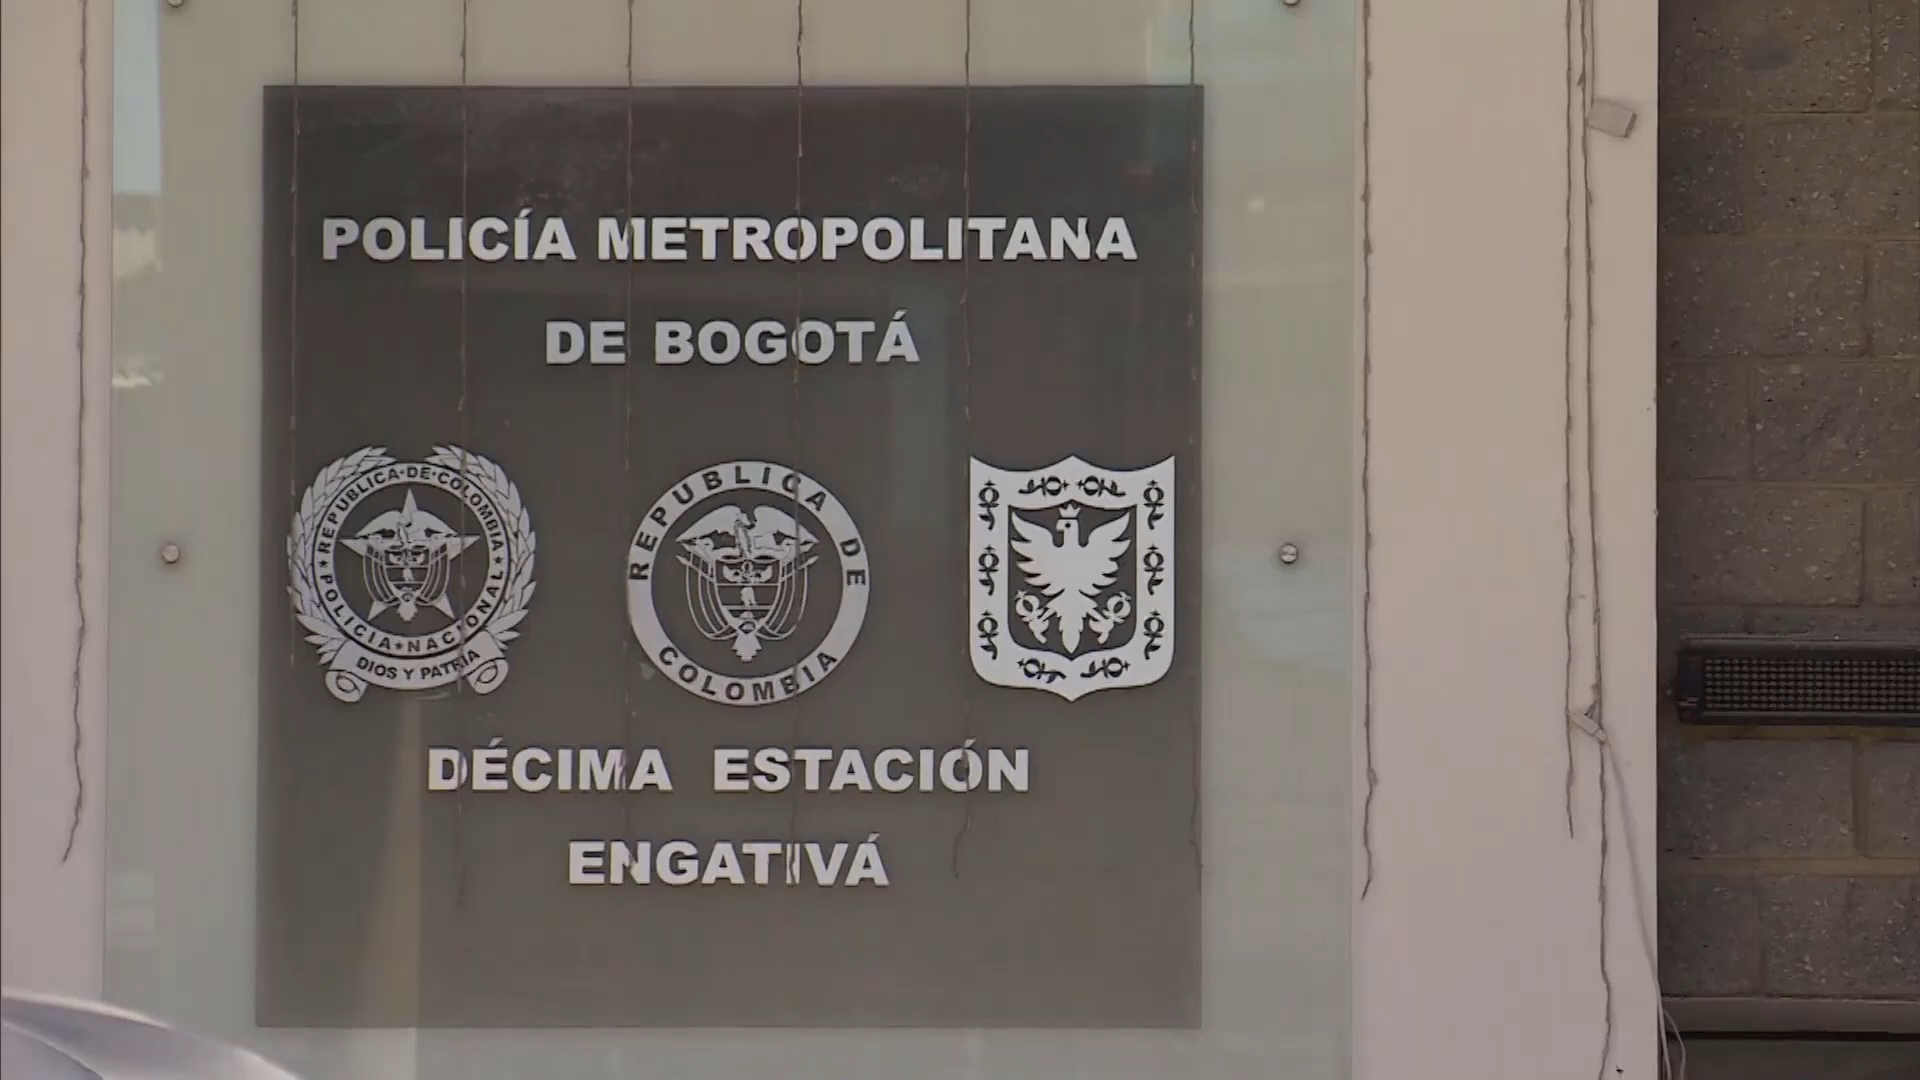 POLICÍA METROPOLITANA
DE BOGOTÁ
REPUBLICA·DE·COLOMBIA
POLICIA★NACIONAL
DIOS Y PATRIA
REPUBLICA DE
COLOMBIA
DÉCIMA ESTACIÓN
ENGATIVÁ